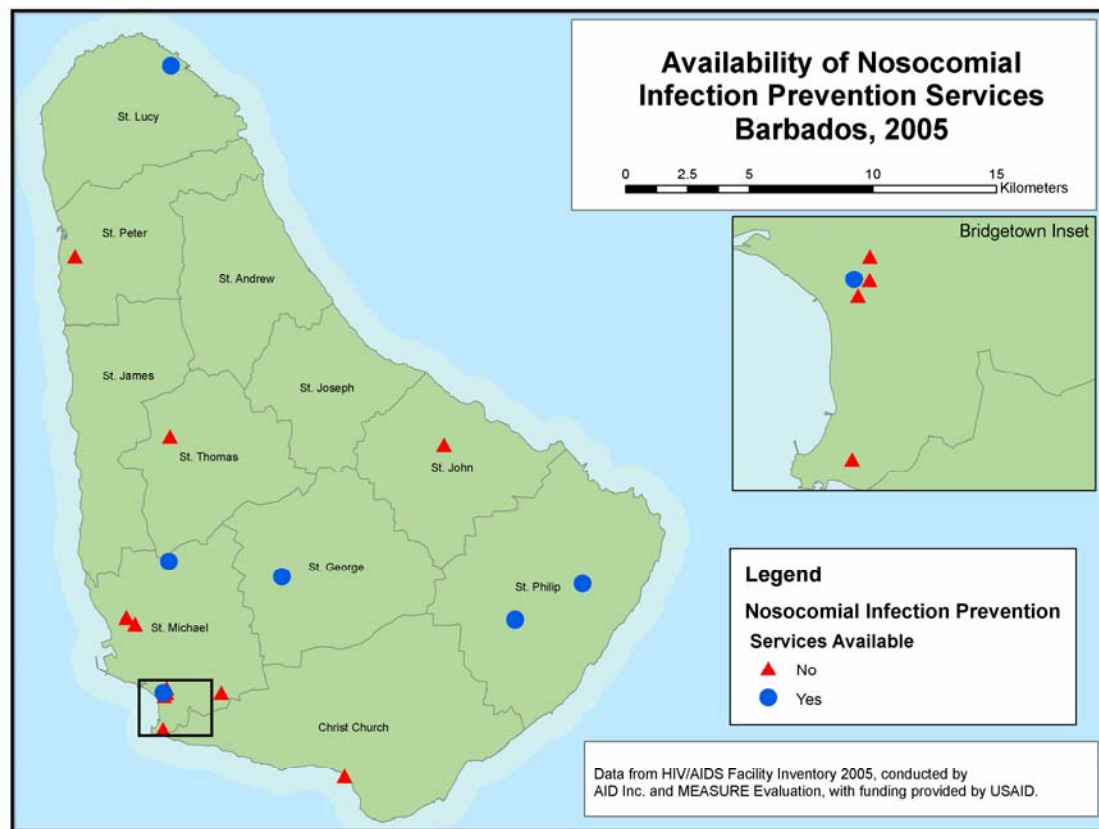 Availability of Nosocomial
Infection Prevention Services
Barbados, 2005
0 2.5 5 10 15
Kilometers
Bridgetown Inset
St. Lucy
St. Peter
St. Andrew
St. James
St. Joseph
St. Thomas
St. John
St. George
St. Philip
St. Michael
Christ Church
Legend
Nosocomial Infection Prevention
Services Available
No
Yes
Data from HIV/AIDS Facility Inventory 2005, conducted by
AID Inc. and MEASURE Evaluation, with funding provided by USAID.